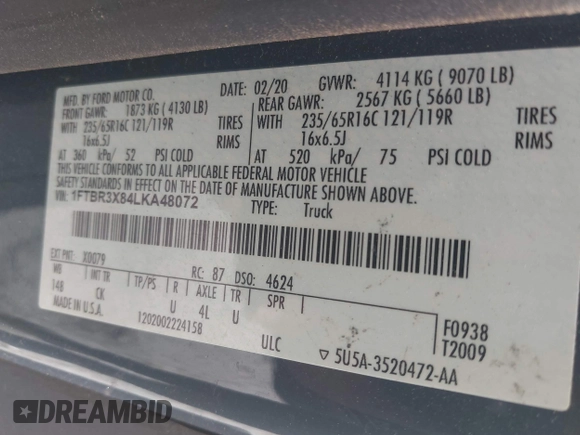 MFD. BY FORD MOTOR CO. DATE: 02/20 GVWR: 4114 KG ( 9070 LB)
FRONT GAWR: 1873 KG ( 4130 LB) REAR GAWR: 2567 KG ( 5660 LB)
WITH 235/65R16C 121/119R TIRES WITH 235/65R16C 121/119R TIRES
16x6.5J RIMS 16x6.5J RIMS
AT 360 kPa/ 52 PSI COLD AT 520 kPa/ 75 PSI COLD
THIS VEHICLE CONFORMS TO ALL APPLICABLE FEDERAL MOTOR VEHICLE
SAFETY STANDARDS IN EFFECT ON THE DATE OF MANUFACTURE SHOWN ABOVE.
VIN: 1FTBR3X84LKA48072 TYPE: Truck
EXT PNT: X0079 RC: 87 DSO: 4624
WB INT TR TP/PS R AXLE TR SPR
148 CK U 4L U
F0938
T2009
MADE IN U.S.A. 1202002224158 ULC ▽ 5U5A-3520472-AA
DREAMBID